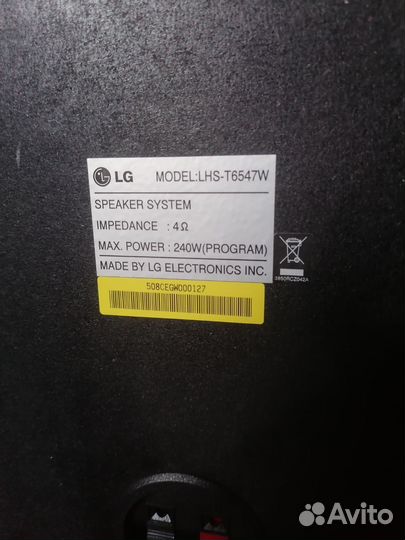 LG MODEL:LHS-T6547W
SPEAKER SYSTEM
IMPEDANCE : 4Ω
MAX. POWER : 240W(PROGRAM)
MADE BY LG ELECTRONICS INC.
3850RCZ042A
508CEGW000127
Avito